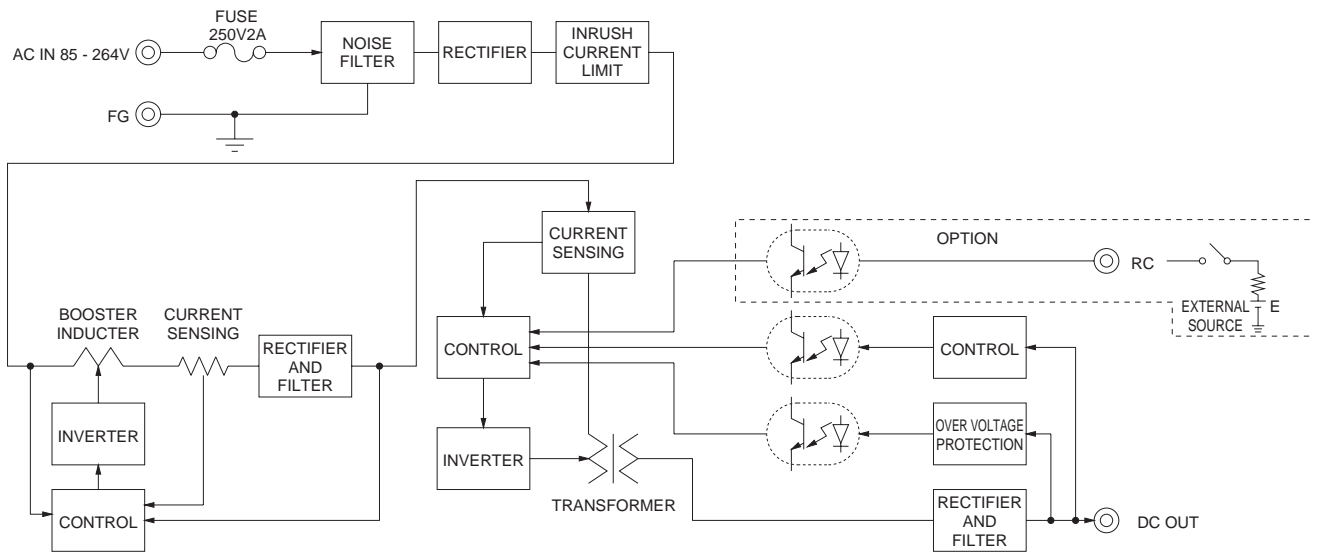 FUSE
250V2A
AC IN 85 - 264V
NOISE
FILTER
RECTIFIER
INRUSH
CURRENT
LIMIT
FG
CURRENT
SENSING
OPTION
RC
EXTERNAL
SOURCE
E
BOOSTER
INDUCTER
CURRENT
SENSING
RECTIFIER
AND
FILTER
CONTROL
CONTROL
INVERTER
INVERTER
OVER VOLTAGE
PROTECTION
TRANSFORMER
CONTROL
RECTIFIER
AND
FILTER
DC OUT